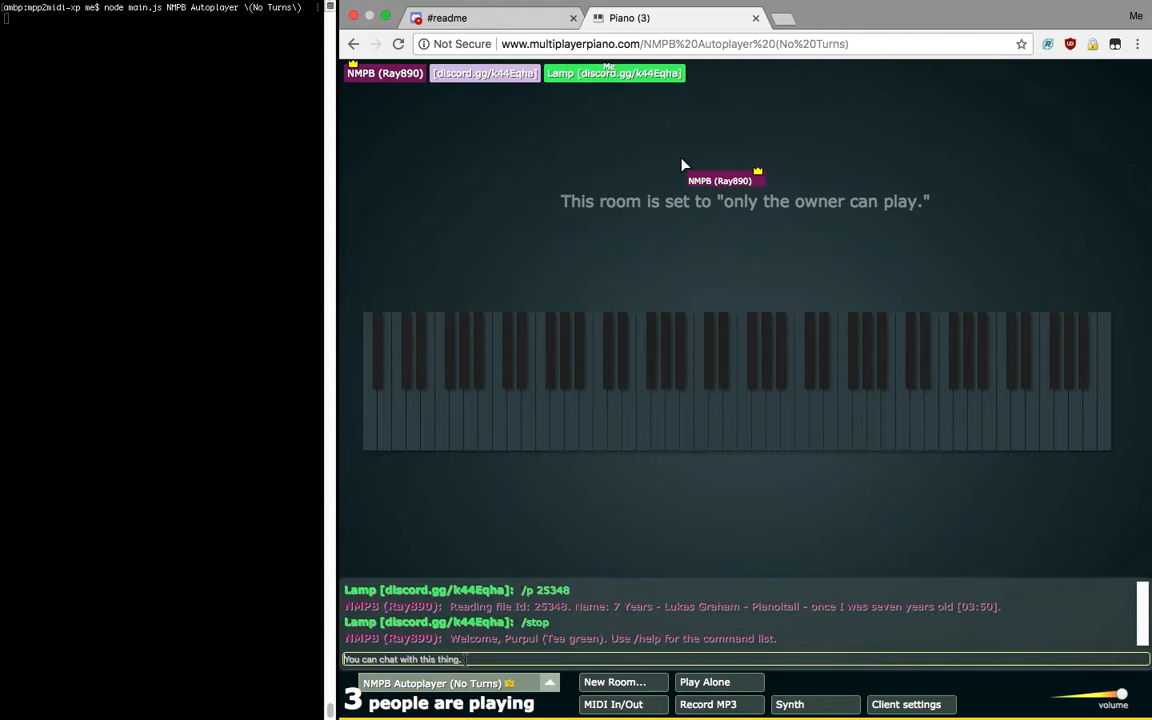 [ambp:mpp2midi-xp me$ node main.js NMPB Autoplayer \(No Turns\) ]
#readme
Piano (3)
Me
Not Secure www.multiplayerpiano.com/NMPB%20Autoplayer%20(No%20Turns)
NMPB (Ray890)
[discord.gg/k44Eqha]
Me
Lamp [discord.gg/k44Eqha]
NMPB (Ray890)
This room is set to "only the owner can play."
Lamp [discord.gg/k44Eqha]: /p 25348
NMPB (Ray890): Reading file Id: 25348. Name: 7 Years - Lukas Graham - Pianoitall - once I was seven years old [03:50].
Lamp [discord.gg/k44Eqha]: /stop
NMPB (Ray890): Welcome, Purpul (Tea green). Use /help for the command list.
You can chat with this thing.
NMPB Autoplayer (No Turns)
New Room...
Play Alone
3 people are playing
MIDI In/Out
Record MP3
Synth
Client settings
volume